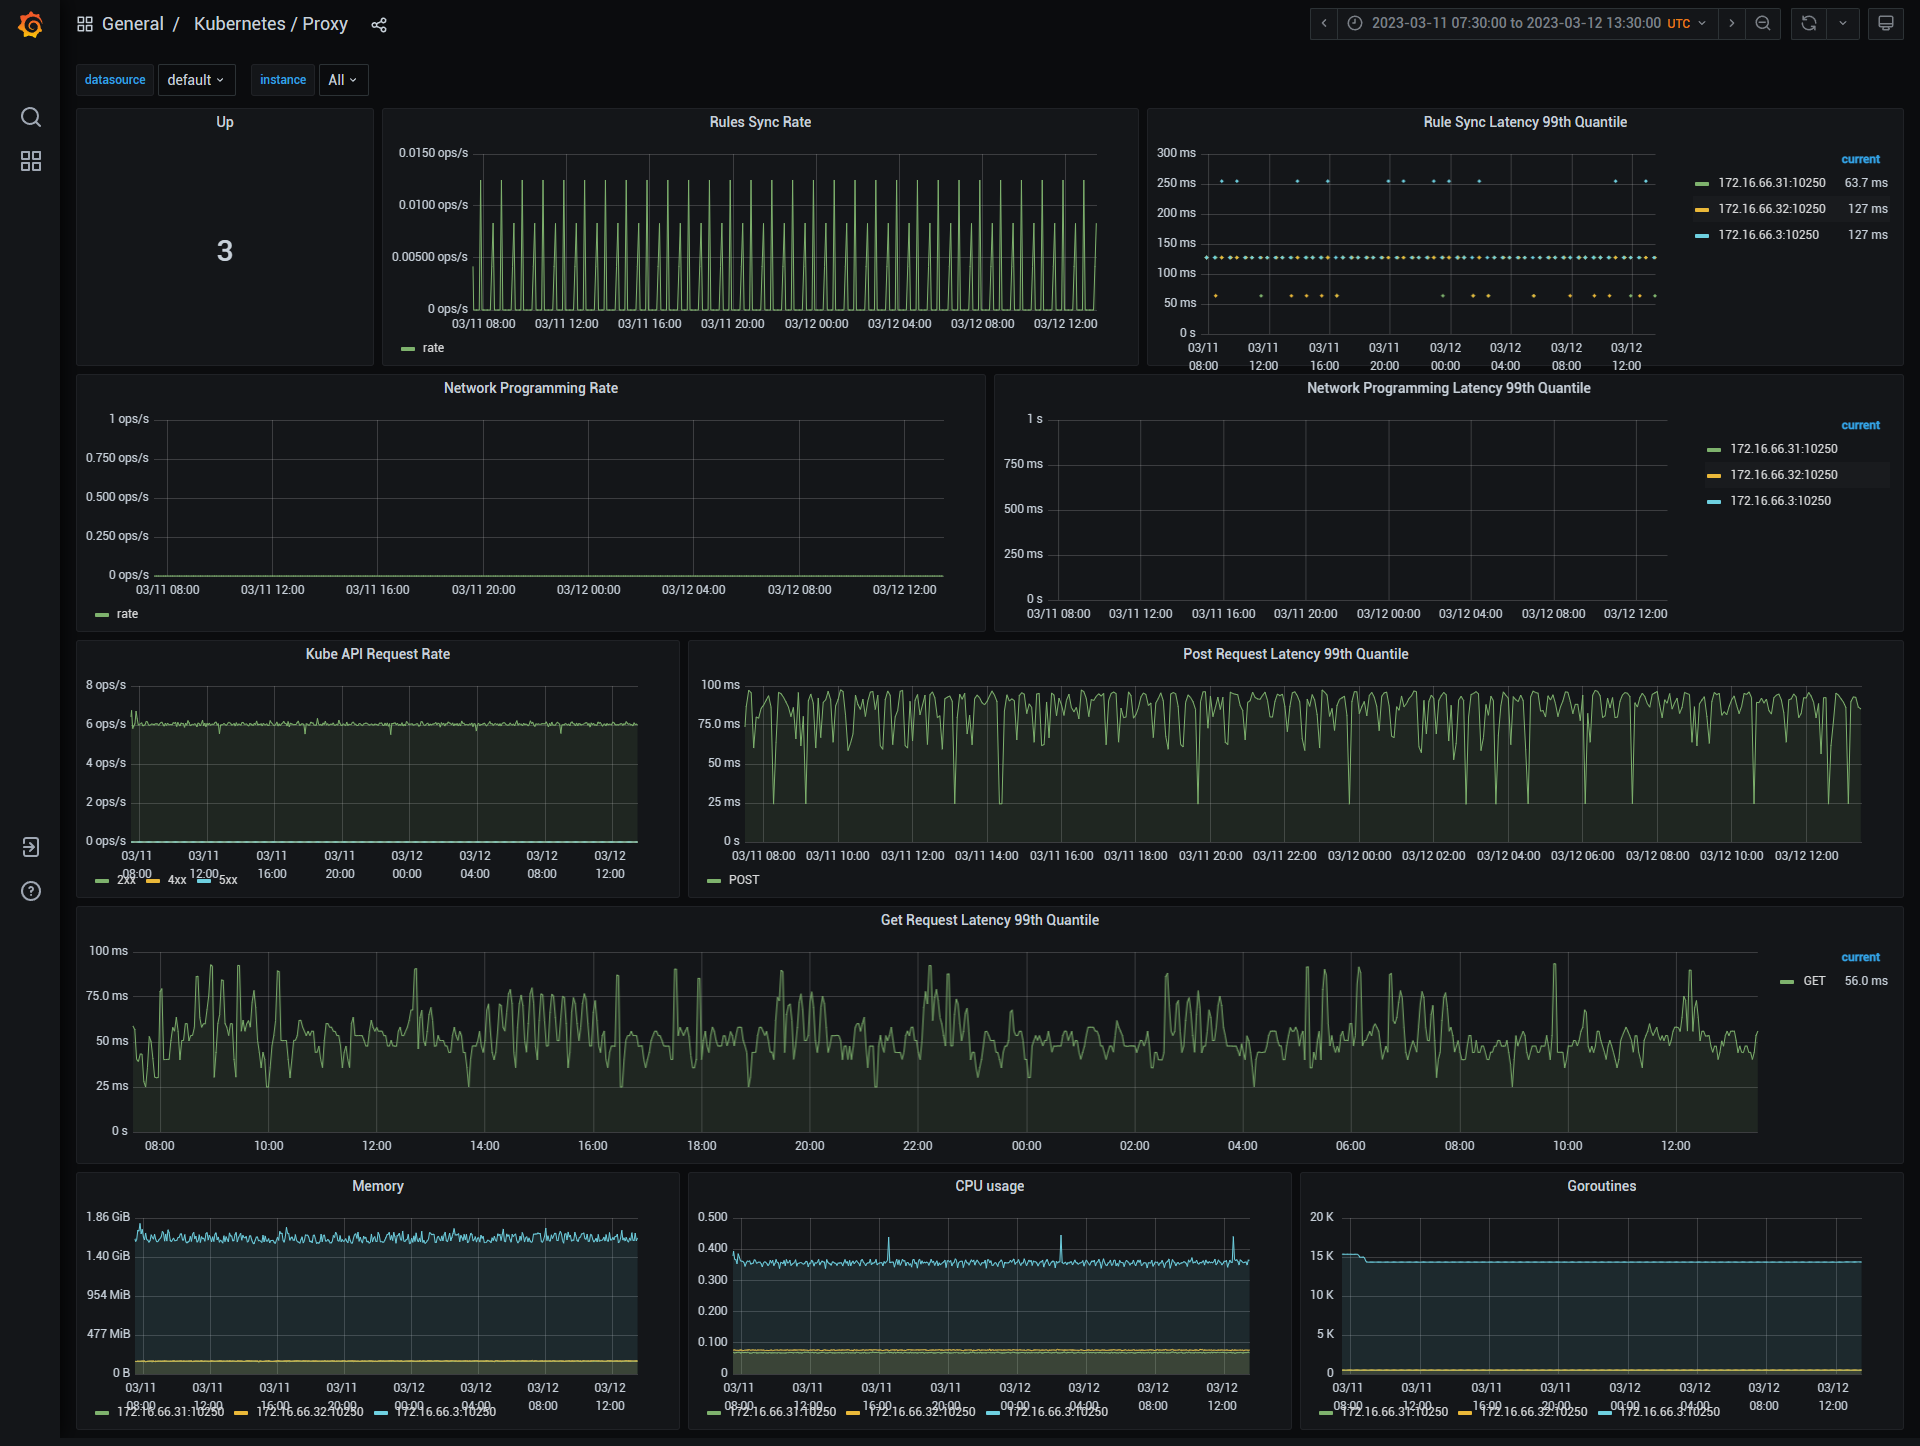 General / Kubernetes / Proxy
2023-03-11 07:30:00 to 2023-03-12 13:30:00 UTC
datasource default instance All
Up
3
Rules Sync Rate
0.0150 ops/s
0.0100 ops/s
0.00500 ops/s
0 ops/s
03/11 08:00 03/11 12:00 03/11 16:00 03/11 20:00 03/12 00:00 03/12 04:00 03/12 08:00 03/12 12:00
rate
Rule Sync Latency 99th Quantile
300 ms
250 ms
200 ms
150 ms
100 ms
50 ms
0 s
03/11 03/11 03/11 03/11 03/12 03/12 03/12 03/12
08:00 12:00 16:00 20:00 00:00 04:00 08:00 12:00
current
172.16.66.31:10250 63.7 ms
172.16.66.32:10250 127 ms
172.16.66.3:10250 127 ms
Network Programming Rate
1 ops/s
0.750 ops/s
0.500 ops/s
0.250 ops/s
0 ops/s
03/11 08:00 03/11 12:00 03/11 16:00 03/11 20:00 03/12 00:00 03/12 04:00 03/12 08:00 03/12 12:00
rate
Network Programming Latency 99th Quantile
1 s
750 ms
500 ms
250 ms
0 s
03/11 08:00 03/11 12:00 03/11 16:00 03/11 20:00 03/12 00:00 03/12 04:00 03/12 08:00 03/12 12:00
current
172.16.66.31:10250
172.16.66.32:10250
172.16.66.3:10250
Kube API Request Rate
8 ops/s
6 ops/s
4 ops/s
2 ops/s
0 ops/s
03/11 03/11 03/11 03/11 03/12 03/12 03/12 03/12
08:00 12:00 16:00 20:00 00:00 04:00 08:00 12:00
2xx 4xx 5xx
Post Request Latency 99th Quantile
100 ms
75.0 ms
50 ms
25 ms
0 s
03/11 08:00 03/11 10:00 03/11 12:00 03/11 14:00 03/11 16:00 03/11 18:00 03/11 20:00 03/11 22:00 03/12 00:00 03/12 02:00 03/12 04:00 03/12 06:00 03/12 08:00 03/12 10:00 03/12 12:00
POST
Get Request Latency 99th Quantile
100 ms
75.0 ms
50 ms
25 ms
0 s
08:00 10:00 12:00 14:00 16:00 18:00 20:00 22:00 00:00 02:00 04:00 06:00 08:00 10:00 12:00
current
GET 56.0 ms
Memory
1.86 GiB
1.40 GiB
954 MiB
477 MiB
0 B
03/11 03/11 03/11 03/11 03/12 03/12 03/12 03/12
08:00 12:00 16:00 20:00 00:00 04:00 08:00 12:00
172.16.66.31:10250 172.16.66.32:10250 172.16.66.3:10250
CPU usage
0.500
0.400
0.300
0.200
0.100
0
03/11 03/11 03/11 03/11 03/12 03/12 03/12 03/12
08:00 12:00 16:00 20:00 00:00 04:00 08:00 12:00
172.16.66.31:10250 172.16.66.32:10250 172.16.66.3:10250
Goroutines
20 K
15 K
10 K
5 K
0
03/11 03/11 03/11 03/11 03/12 03/12 03/12 03/12
08:00 12:00 16:00 20:00 00:00 04:00 08:00 12:00
172.16.66.31:10250 172.16.66.32:10250 172.16.66.3:10250